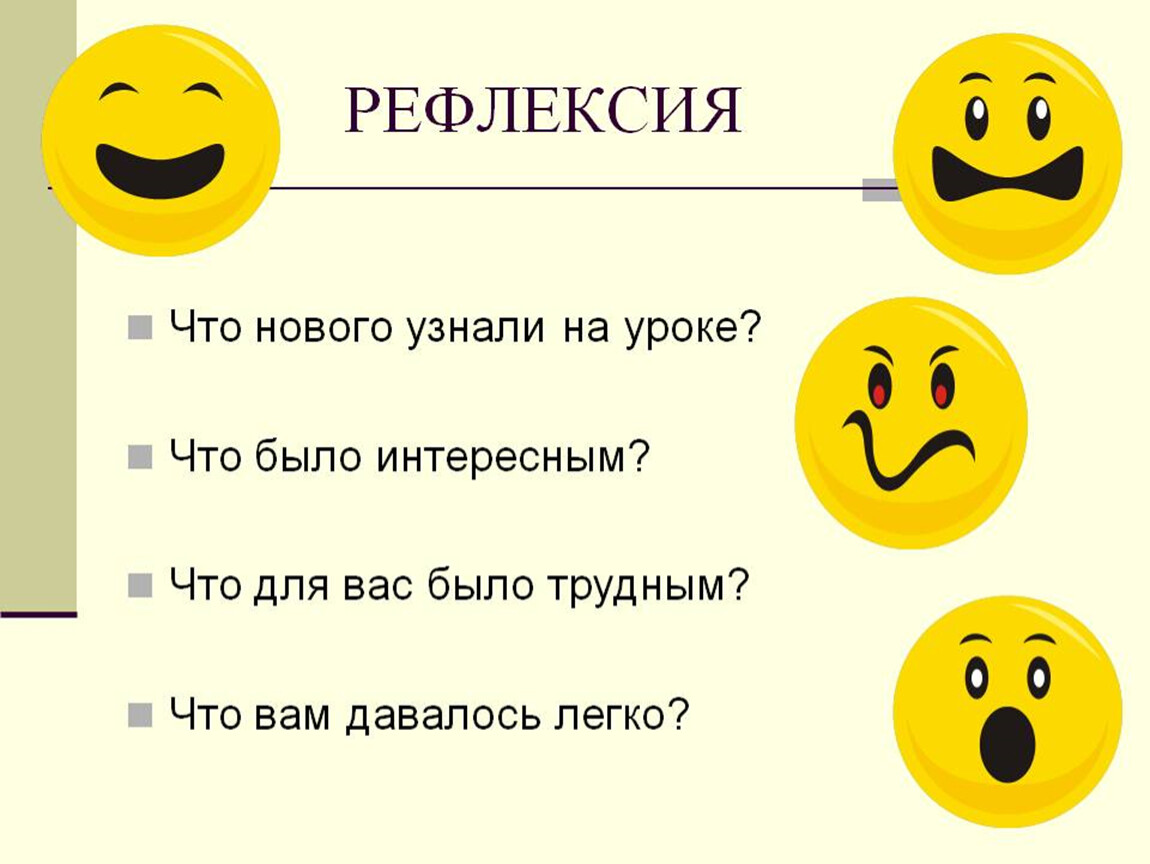 РЕФЛЕКСИЯ
Что нового узнали на уроке?
Что было интересным?
Что для вас было трудным?
Что вам давалось легко?